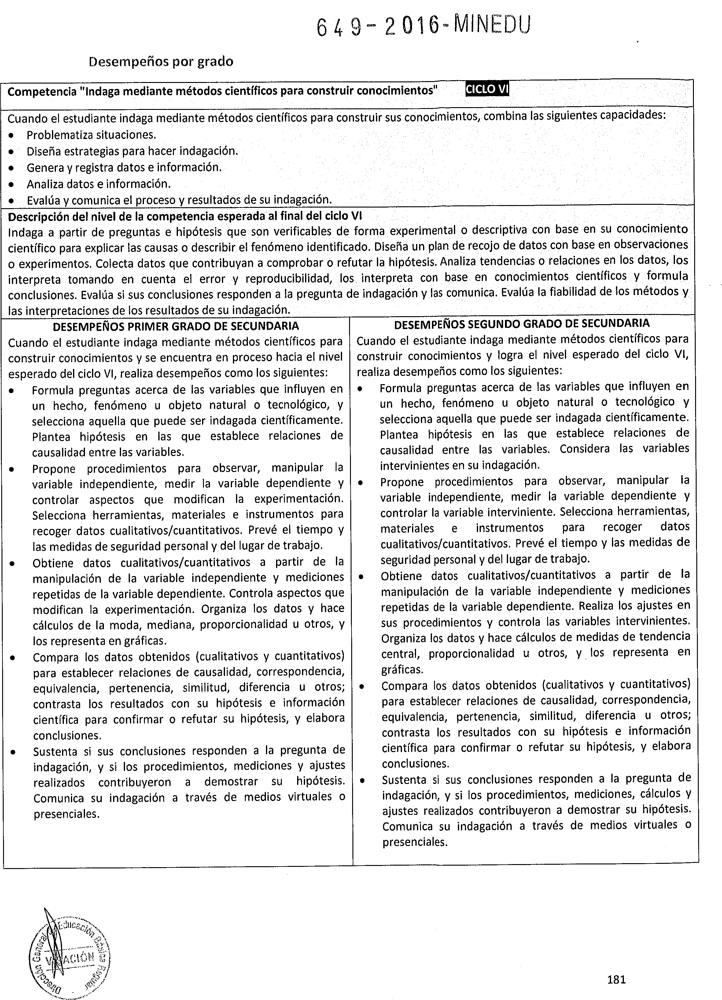 649-2016-MINEDU
Desempeños por grado
Competencia "Indaga mediante métodos científicos para construir conocimientos" CICLO VI
Cuando el estudiante indaga mediante métodos científicos para construir sus conocimientos, combina las siguientes capacidades:
• Problematiza situaciones.
• Diseña estrategias para hacer indagación.
• Genera y registra datos e información.
• Analiza datos e información.
• Evalúa y comunica el proceso y resultados de su indagación.
Descripción del nivel de la competencia esperada al final del ciclo VI
Indaga a partir de preguntas e hipótesis que son verificables de forma experimental o descriptiva con base en su conocimiento
científico para explicar las causas o describir el fenómeno identificado. Diseña un plan de recojo de datos con base en observaciones
o experimentos. Colecta datos que contribuyan a comprobar o refutar la hipótesis. Analiza tendencias o relaciones en los datos, los
interpreta tomando en cuenta el error y reproducibilidad, los interpreta con base en conocimientos científicos y formula
conclusiones. Evalúa si sus conclusiones responden a la pregunta de indagación y las comunica. Evalúa la fiabilidad de los métodos y
las interpretaciones de los resultados de su indagación.
DESEMPEÑOS PRIMER GRADO DE SECUNDARIA
Cuando el estudiante indaga mediante métodos científicos para
construir conocimientos y se encuentra en proceso hacia el nivel
esperado del ciclo VI, realiza desempeños como los siguientes:
• Formula preguntas acerca de las variables que influyen en
un hecho, fenómeno u objeto natural o tecnológico, y
selecciona aquella que puede ser indagada científicamente.
Plantea hipótesis en las que establece relaciones de
causalidad entre las variables.
• Propone procedimientos para observar, manipular la
variable independiente, medir la variable dependiente y
controlar aspectos que modifican la experimentación.
Selecciona herramientas, materiales e instrumentos para
recoger datos cualitativos/cuantitativos. Prevé el tiempo y
las medidas de seguridad personal y del lugar de trabajo.
• Obtiene datos cualitativos/cuantitativos a partir de la
manipulación de la variable independiente y mediciones
repetidas de la variable dependiente. Controla aspectos que
modifican la experimentación. Organiza los datos y hace
cálculos de la moda, mediana, proporcionalidad u otros, y
los representa en gráficas.
• Compara los datos obtenidos (cualitativos y cuantitativos)
para establecer relaciones de causalidad, correspondencia,
equivalencia, pertenencia, similitud, diferencia u otros;
contrasta los resultados con su hipótesis e información
científica para confirmar o refutar su hipótesis, y elabora
conclusiones.
• Sustenta si sus conclusiones responden a la pregunta de
indagación, y si los procedimientos, mediciones y ajustes
realizados contribuyeron a demostrar su hipótesis.
Comunica su indagación a través de medios virtuales o
presenciales.
DESEMPEÑOS SEGUNDO GRADO DE SECUNDARIA
Cuando el estudiante indaga mediante métodos científicos para
construir conocimientos y logra el nivel esperado del ciclo VI,
realiza desempeños como los siguientes:
• Formula preguntas acerca de las variables que influyen en
un hecho, fenómeno u objeto natural o tecnológico y
selecciona aquella que puede ser indagada científicamente.
Plantea hipótesis en las que establece relaciones de
causalidad entre las variables. Considera las variables
intervinientes en su indagación.
• Propone procedimientos para observar, manipular la
variable independiente, medir la variable dependiente y
controlar la variable interviniente. Selecciona herramientas,
materiales e instrumentos para recoger datos
cualitativos/cuantitativos. Prevé el tiempo y las medidas de
seguridad personal y del lugar de trabajo.
• Obtiene datos cualitativos/cuantitativos a partir de la
manipulación de la variable independiente y mediciones
repetidas de la variable dependiente. Realiza los ajustes en
sus procedimientos y controla las variables intervinientes.
Organiza los datos y hace cálculos de medidas de tendencia
central, proporcionalidad u otros, y los representa en
gráficas.
• Compara los datos obtenidos (cualitativos y cuantitativos)
para establecer relaciones de causalidad, correspondencia,
equivalencia, pertenencia, similitud, diferencia u otros;
contrasta los resultados con su hipótesis e información
científica para confirmar o refutar su hipótesis, y elabora
conclusiones.
• Sustenta si sus conclusiones responden a la pregunta de
indagación, y si los procedimientos, mediciones, cálculos y
ajustes realizados contribuyeron a demostrar su hipótesis.
Comunica su indagación a través de medios virtuales o
presenciales.
Dirección General de Educación Básica Regular
181